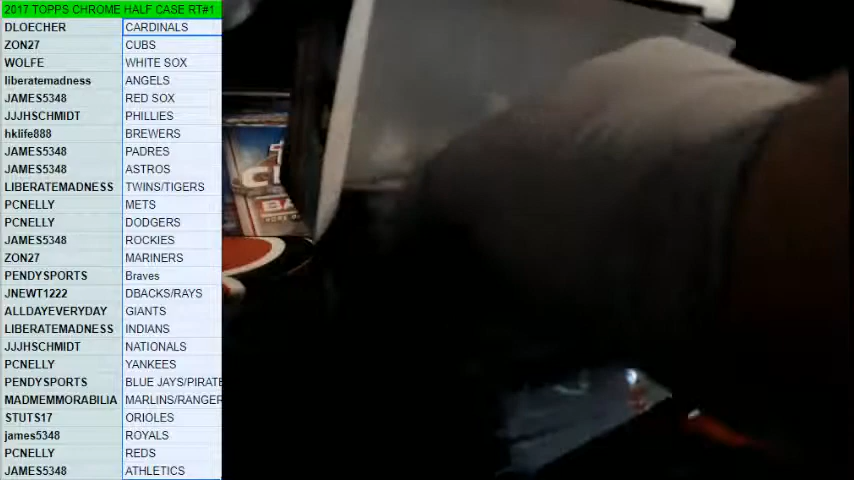 2017 TOPPS CHROME HALF CASE RT#1
DLOECHER CARDINALS
ZON27 CUBS
WOLFE WHITE SOX
liberatemadness ANGELS
JAMES5348 RED SOX
JJJHSCHMIDT PHILLIES
hklife888 BREWERS
JAMES5348 PADRES
JAMES5348 ASTROS
LIBERATEMADNESS TWINS/TIGERS
PCNELLY METS
PCNELLY DODGERS
JAMES5348 ROCKIES
ZON27 MARINERS
PENDYSPORTS Braves
JNEWT1222 DBACKS/RAYS
ALLDAYEVERYDAY GIANTS
LIBERATEMADNESS INDIANS
JJJHSCHMIDT NATIONALS
PCNELLY YANKEES
PENDYSPORTS BLUE JAYS/PIRATE
MADMEMMORABILIA MARLINS/RANGER
STUTS17 ORIOLES
james5348 ROYALS
PCNELLY REDS
JAMES5348 ATHLETICS